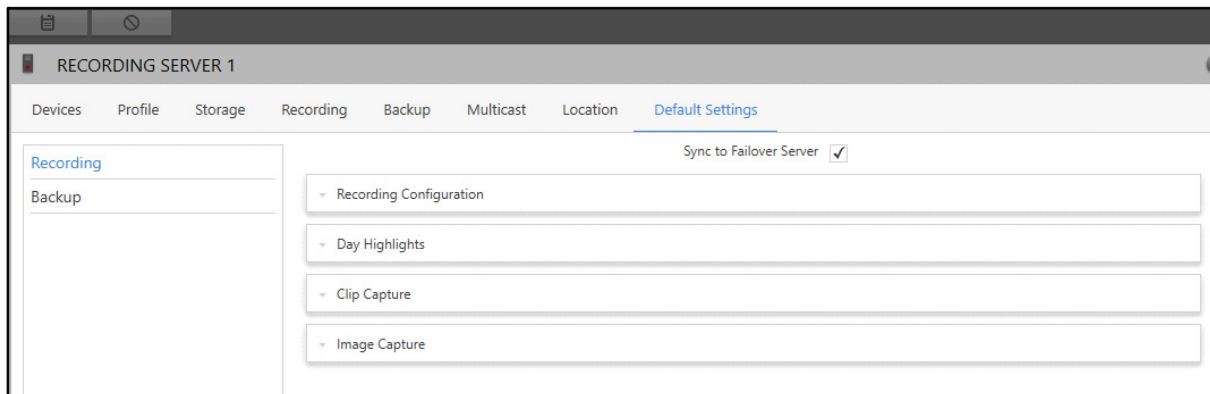 RECORDING SERVER 1
Devices Profile Storage Recording Backup Multicast Location Default Settings
Recording
Backup
Sync to Failover Server
Recording Configuration
Day Highlights
Clip Capture
Image Capture